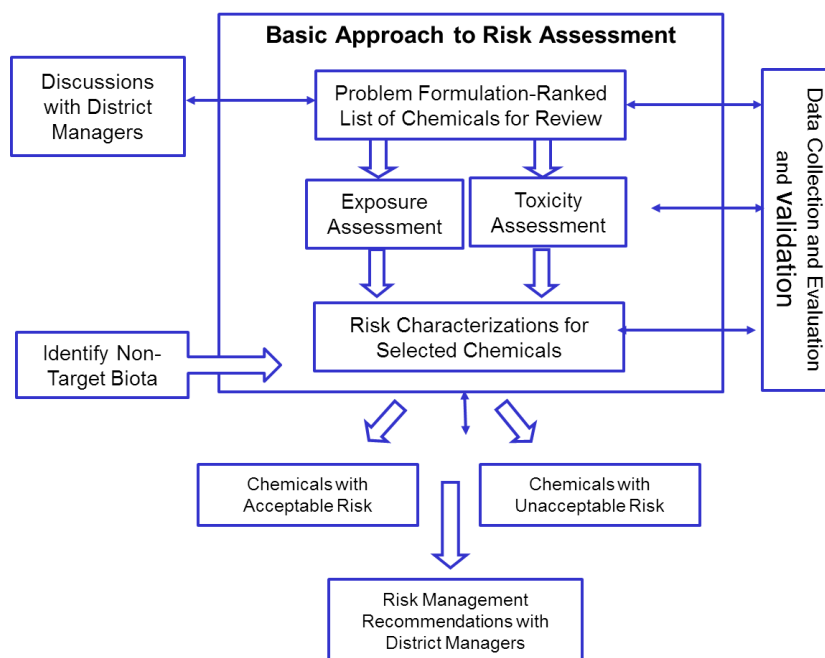 Basic Approach to Risk Assessment
Discussions
with District
Managers
Problem Formulation-Ranked
List of Chemicals for Review
Exposure
Assessment
Toxicity
Assessment
Data Collection and Evaluation
and validation
Risk Characterizations for
Selected Chemicals
Identify Non-
Target Biota
Chemicals with
Acceptable Risk
Chemicals with
Unacceptable Risk
Risk Management
Recommendations with
District Managers